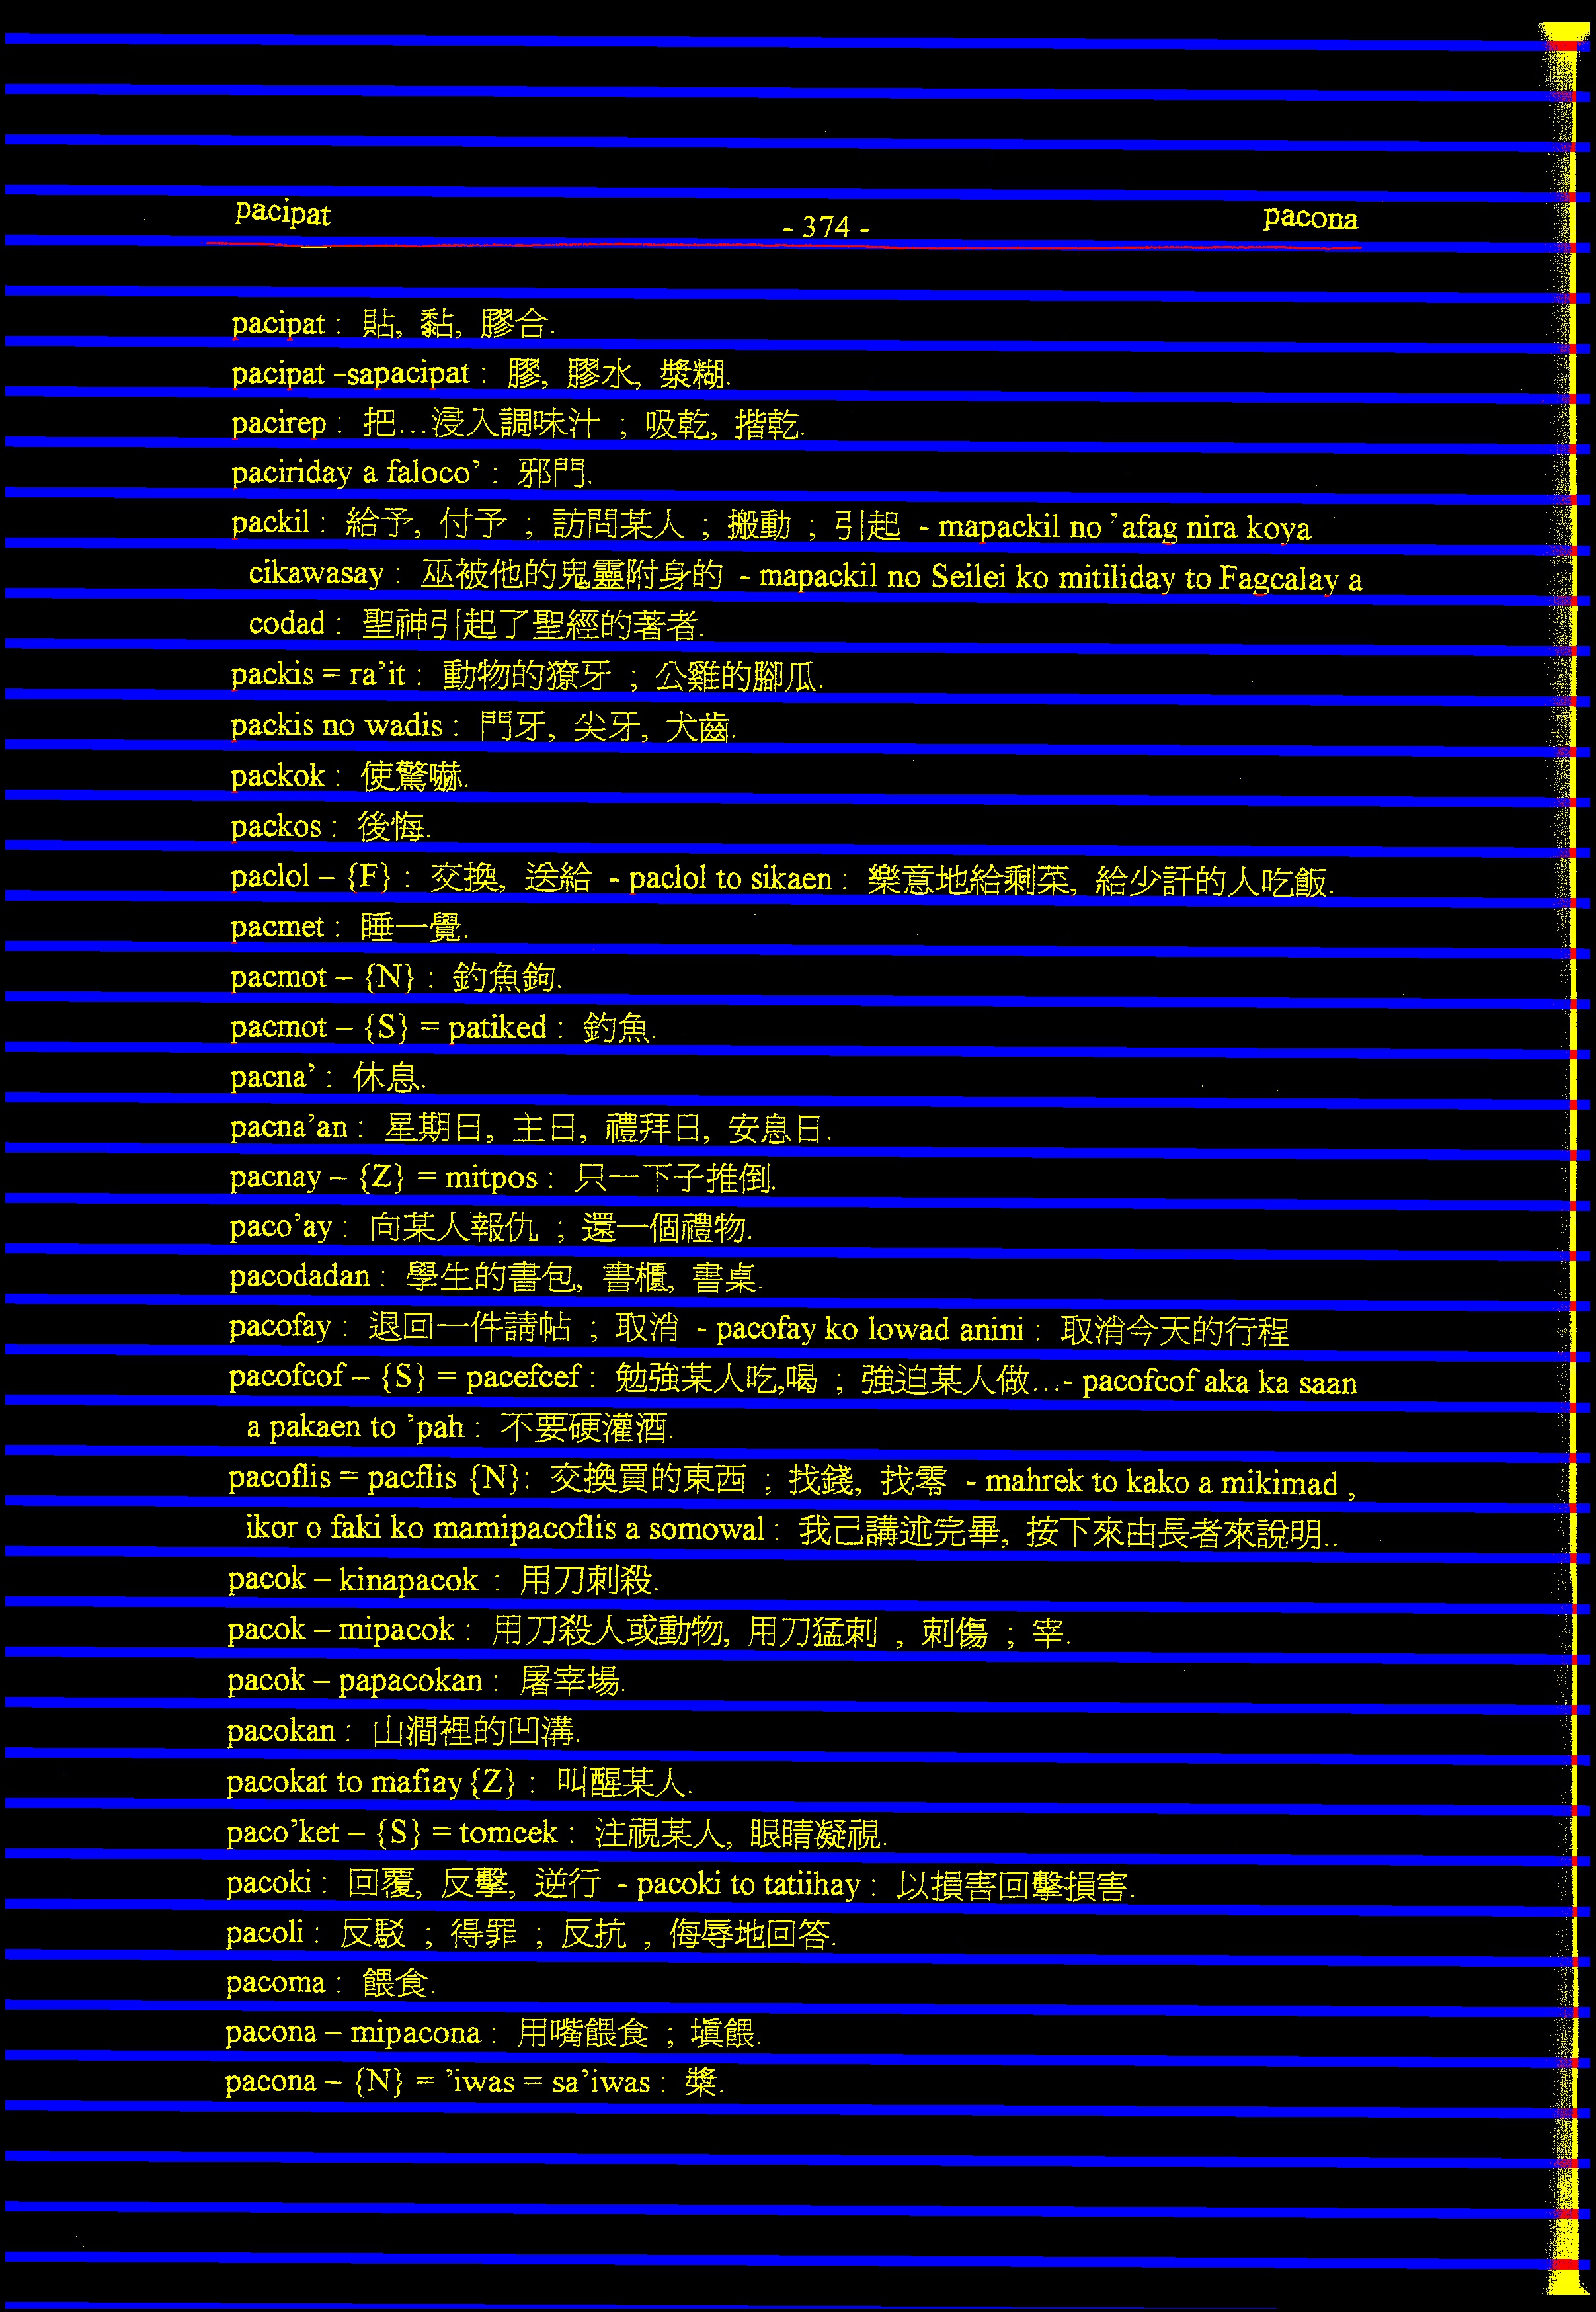 pacipat - 374 - pacona
pacipat : 貼, 黏, 膠合.
pacipat -sapacipat : 膠, 膠水, 漿糊.
pacirep : 把…浸入調味汁 ; 吸乾, 揩乾.
paciriday a faloco’ : 邪門.
packil : 給予, 付予 ; 訪問某人 ; 搬動 ; 引起 - mapackil no ’afag nira koya
cikawasay : 巫被他的鬼靈附身的 - mapackil no Seilei ko mitiliday to Fagcalay a
codad : 聖神引起了聖經的著者.
packis = ra’it : 動物的獠牙 ; 公雞的腳瓜.
packis no wadis : 門牙, 尖牙, 犬齒.
packok : 使驚嚇.
packos : 後悔.
paclol – {F} : 交換, 送給 - paclol to sikaen : 樂意地給剩菜, 給少訐的人吃飯.
pacmet : 睡一覺.
pacmot – {N} : 釣魚鉤.
pacmot – {S} = patiked : 釣魚.
pacna’ : 休息.
pacna’an : 星期日, 主日, 禮拜日, 安息日.
pacnay – {Z} = mitpos : 只一下子推倒.
paco’ay : 向某人報仇 ; 還一個禮物.
pacodadan : 學生的書包, 書櫃, 書桌.
pacofay : 退回一件請帖 ; 取消 - pacofay ko lowad anini : 取消今天的行程
pacofcof – {S} = pacefcef : 勉強某人吃,喝 ; 強迫某人做…- pacofcof aka ka saan
a pakaen to ’pah : 不要硬灌酒.
pacoflis = pacflis {N}: 交換買的東西 ; 找錢, 找零 - mahrek to kako a mikimad ,
ikor o faki ko mamipacoflis a somowal : 我己講述完畢, 按下來由長者來說明..
pacok – kinapacok : 用刀刺殺.
pacok – mipacok : 用刀殺人或動物, 用刀猛刺 , 刺傷 ; 宰.
pacok – papacokan : 屠宰場.
pacokan : 山澗裡的凹溝.
pacokat to mafiay {Z} : 叫醒某人.
paco’ket – {S} = tomcek : 注視某人, 眼睛凝視.
pacoki : 回覆, 反擊, 逆行 - pacoki to tatiihay : 以損害回擊損害.
pacoli : 反駁 ; 得罪 ; 反抗 , 侮辱地回答.
pacoma : 餵食.
pacona – mipacona : 用嘴餵食 ; 填餵.
pacona – {N} = ’iwas = sa’iwas : 槳.